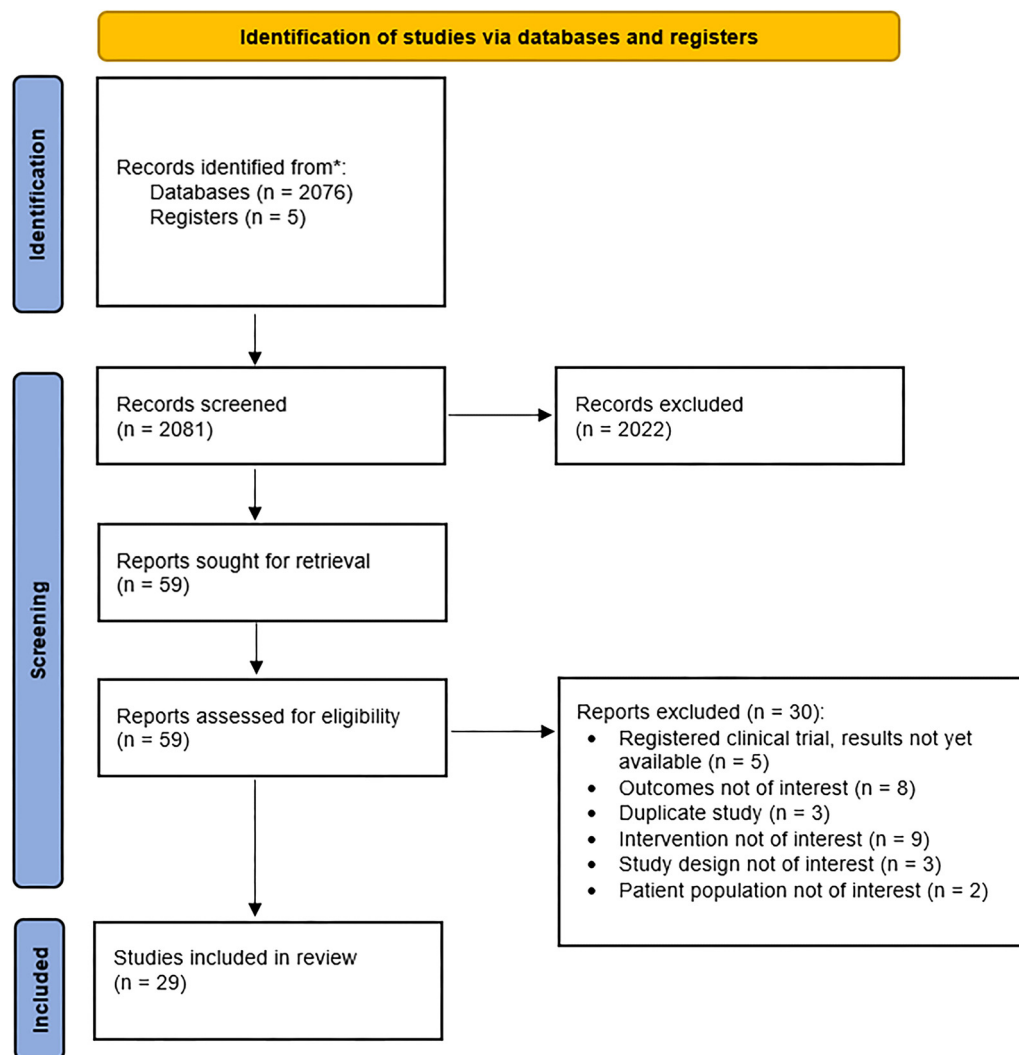 Identification of studies via databases and registers
Identification
Records identified from*:
Databases (n = 2076)
Registers (n = 5)
Screening
Records screened
(n = 2081)
Records excluded
(n = 2022)
Reports sought for retrieval
(n = 59)
Reports assessed for eligibility
(n = 59)
Reports excluded (n = 30):
• Registered clinical trial, results not yet
available (n = 5)
• Outcomes not of interest (n = 8)
• Duplicate study (n = 3)
• Intervention not of interest (n = 9)
• Study design not of interest (n = 3)
• Patient population not of interest (n = 2)
Included
Studies included in review
(n = 29)